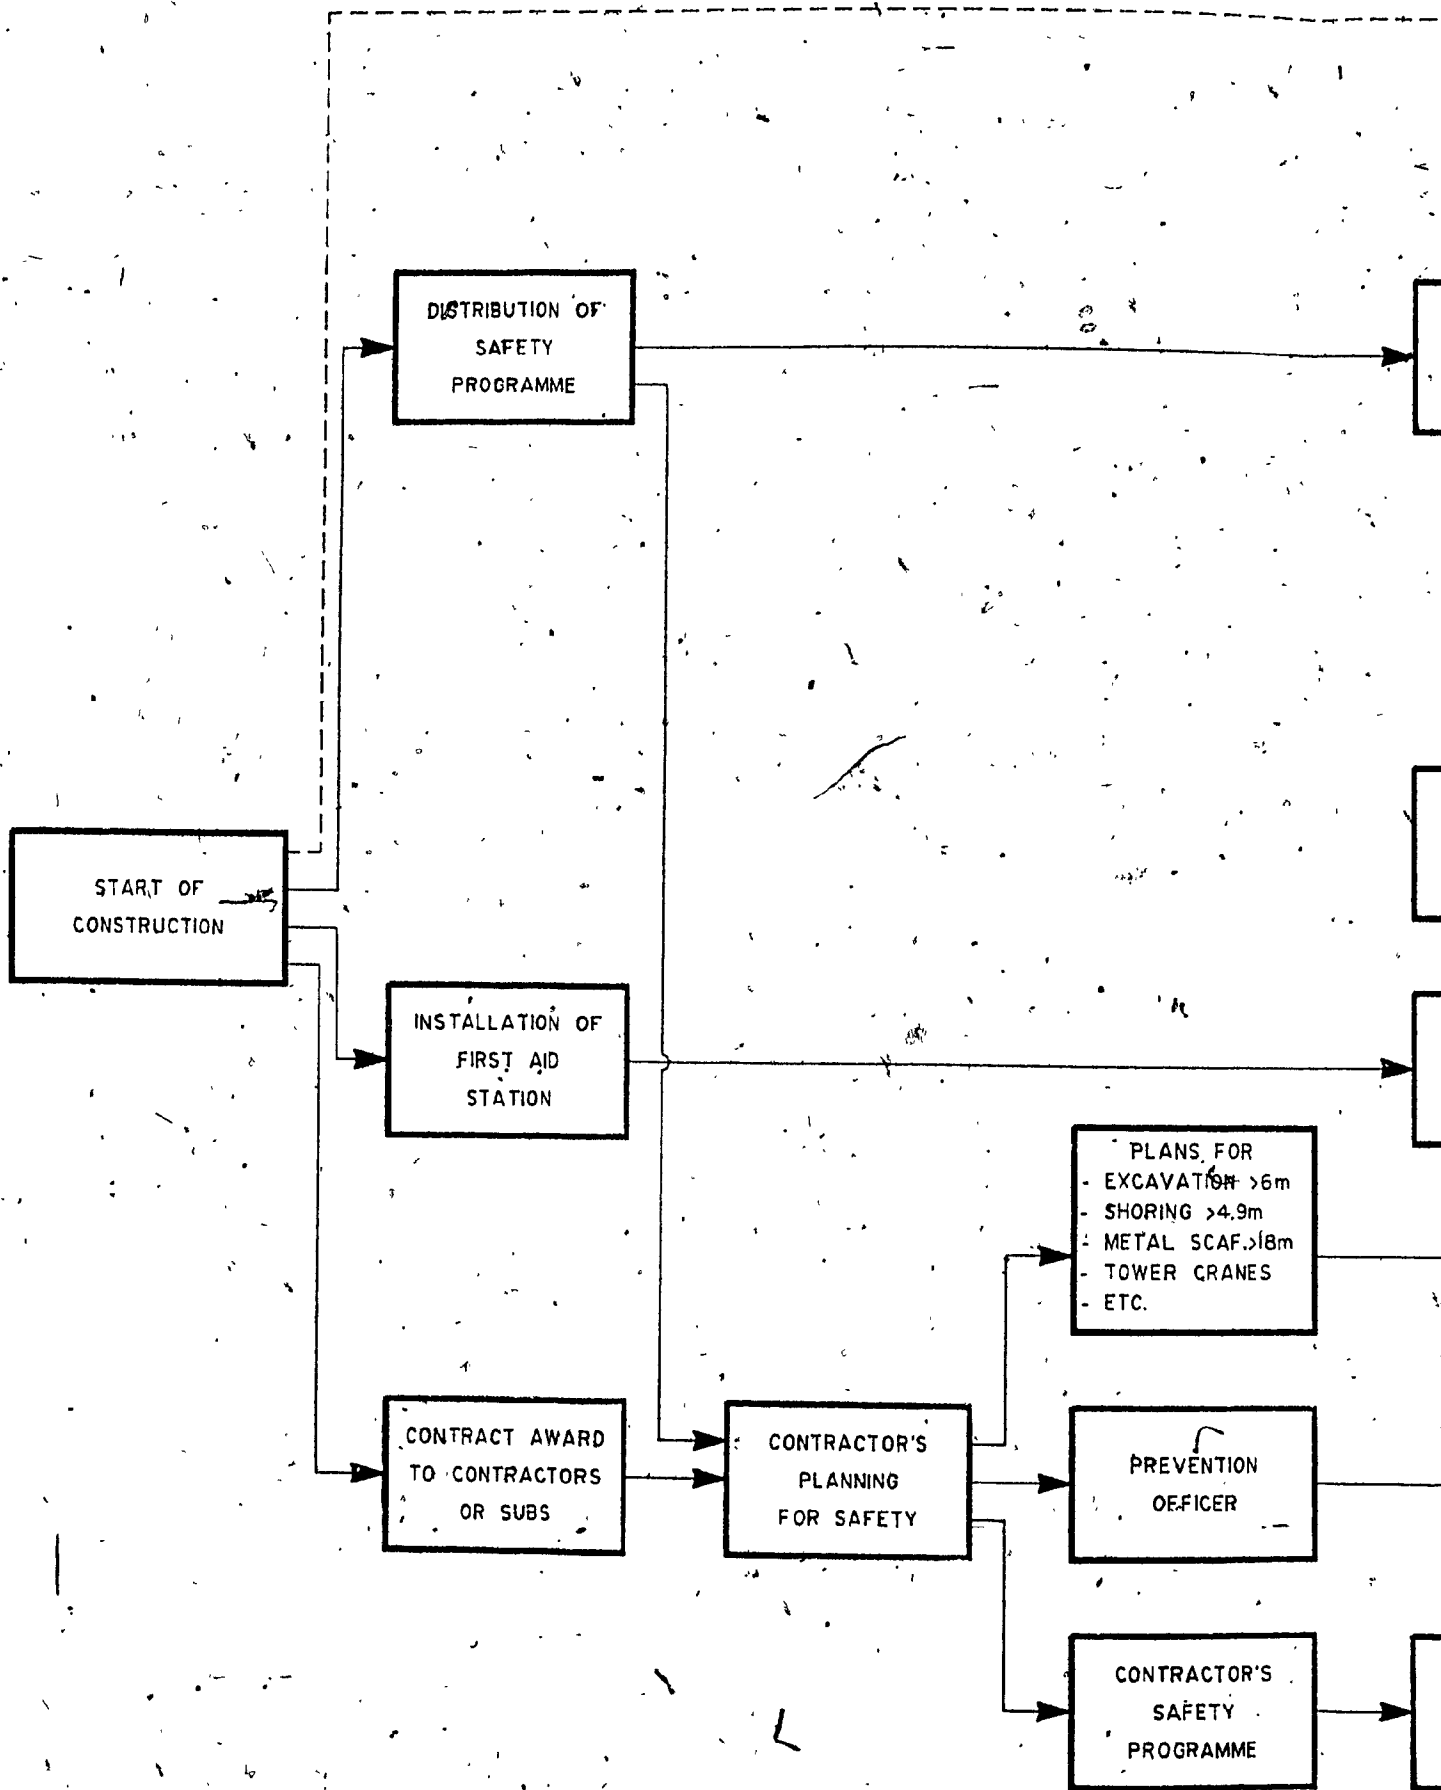 DISTRIBUTION OF
SAFETY
PROGRAMME
START OF
CONSTRUCTION
INSTALLATION OF
FIRST AID
STATION
PLANS FOR
- EXCAVATION >6m
- SHORING >4.9m
- METAL SCAF.>18m
- TOWER CRANES
- ETC.
CONTRACT AWARD
TO CONTRACTORS
OR SUBS
CONTRACTOR'S
PLANNING
FOR SAFETY
PREVENTION
OFFICER
CONTRACTOR'S
SAFETY
PROGRAMME